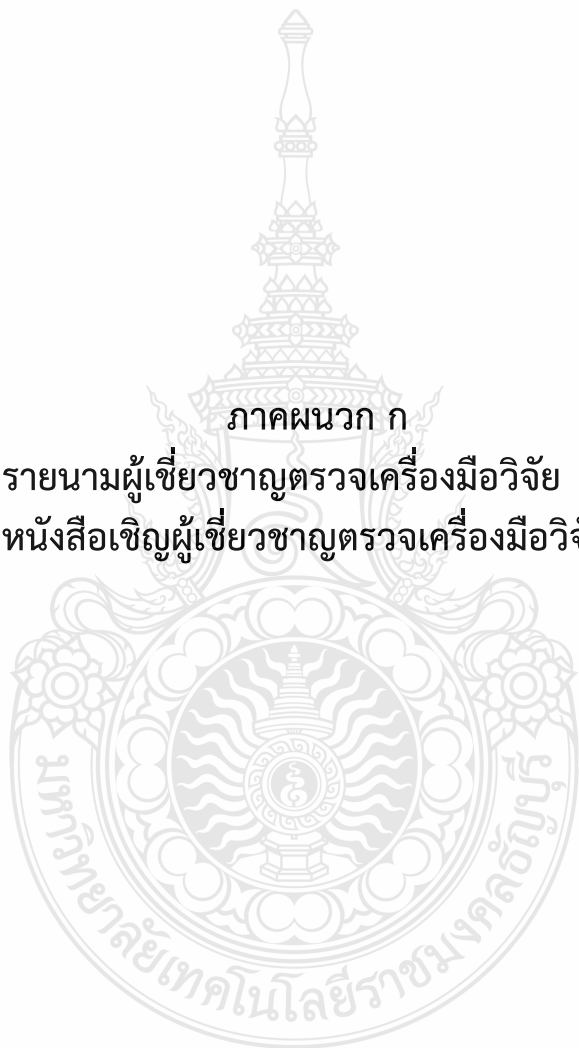 ภาคผนวก ก
รายนามผู้เชี่ยวชาญตรวจเครื่องมือวิจัย
หนังสือเชิญผู้เชี่ยวชาญตรวจเครื่องมือวิจั
มหาวิทยาลัยเทคโนโลยีราชมงคลธัญบุรี